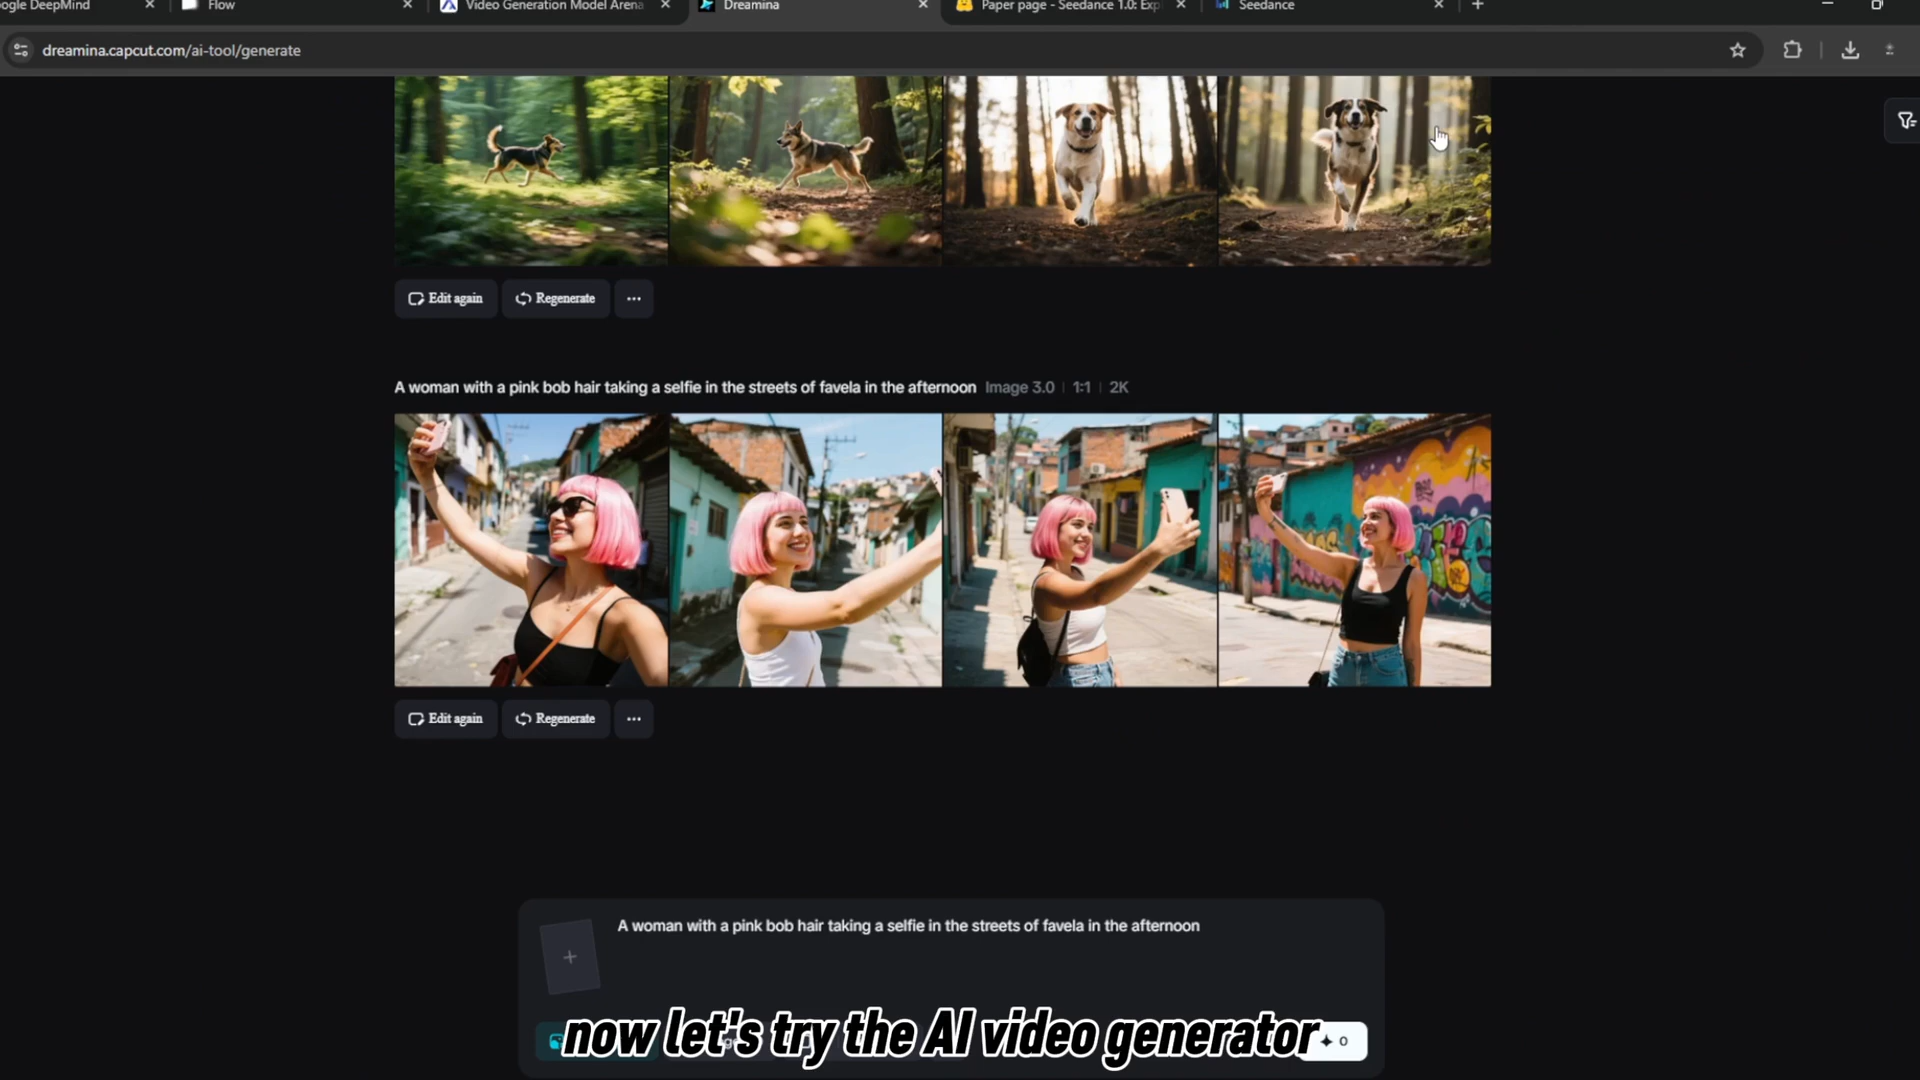 ogle DeepMind
Flow
Video Generation Model Arena
Dreamina
Paper page - Seedance 1.0: Exp
Seedance
dreamina.capcut.com/ai-tool/generate
Edit again
Regenerate
A woman with a pink bob hair taking a selfie in the streets of favela in the afternoon Image 3.0 | 1:1 | 2K
Edit again
Regenerate
A woman with a pink bob hair taking a selfie in the streets of favela in the afternoon
now let's try the AI video generator
0